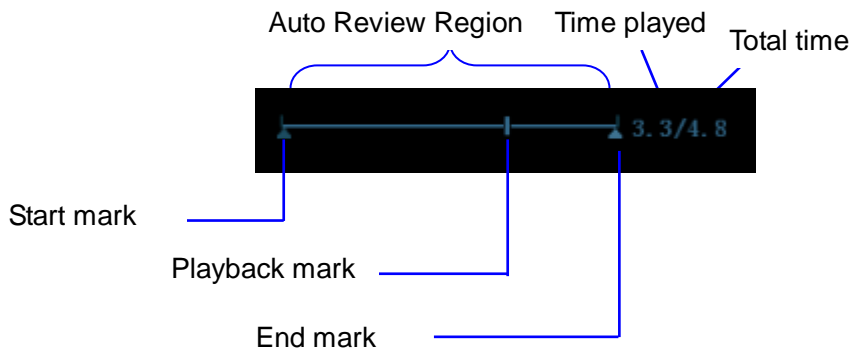 Auto Review Region
Time played
Total time
3.3/4.8
Start mark
Playback mark
End mark